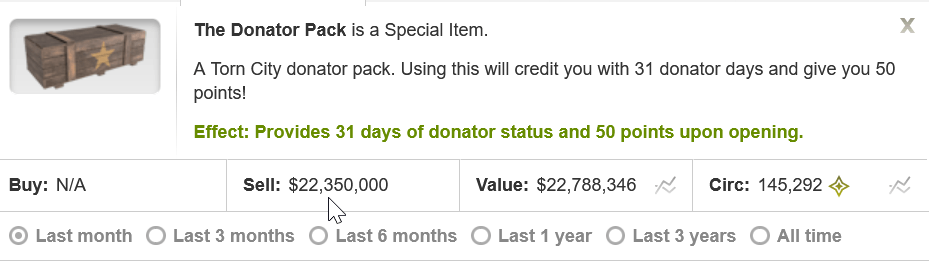 The Donator Pack is a Special Item.
A Torn City donator pack. Using this will credit you with 31 donator days and give you 50
points!
Effect: Provides 31 days of donator status and 50 points upon opening.
Buy: N/A Sell: $22,350,000 Value: $22,788,346 Circ: 145,292
Last month Last 3 months Last 6 months Last 1 year Last 3 years All time